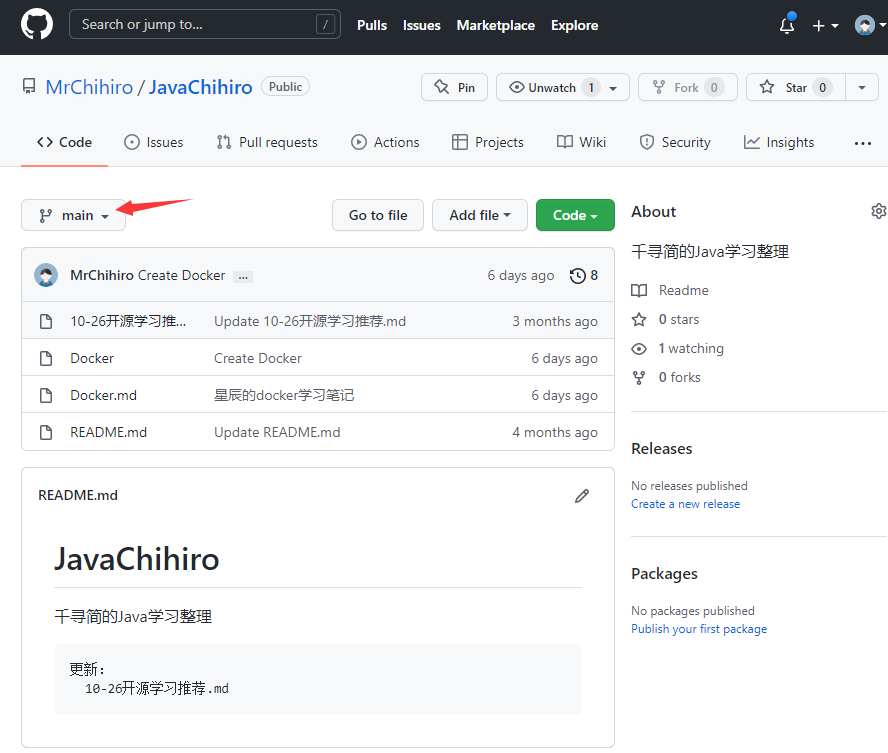 Search or jump to... /
Pulls Issues Marketplace Explore
MrChihiro / JavaChihiro Public
Pin Unwatch 1 Fork 0 Star 0
Code Issues Pull requests Actions Projects Wiki Security Insights ...
main Go to file Add file Code
MrChihiro Create Docker ... 6 days ago 8
10-26开源学习推... Update 10-26开源学习推荐.md 3 months ago
Docker Create Docker 6 days ago
Docker.md 星辰的docker学习笔记 6 days ago
README.md Update README.md 4 months ago
README.md
JavaChihiro
千寻简的Java学习整理
更新：
10-26开源学习推荐.md
About
千寻简的Java学习整理
Readme
0 stars
1 watching
0 forks
Releases
No releases published
Create a new release
Packages
No packages published
Publish your first package